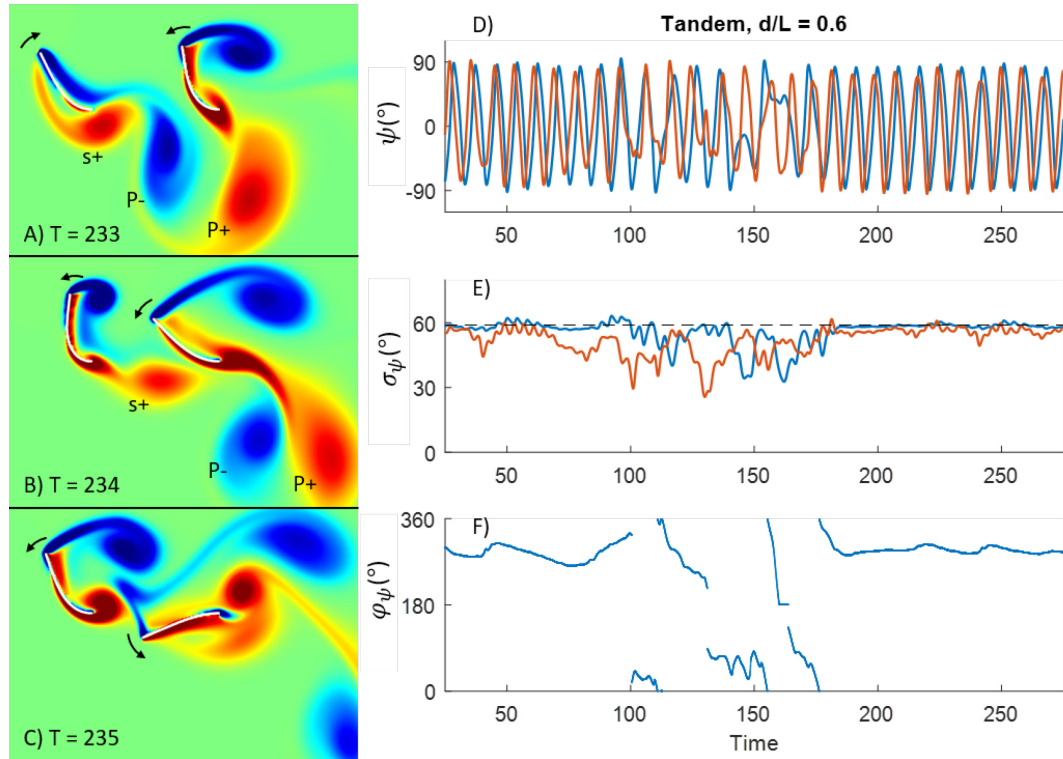 s+
P-
P+
A) T = 233
s+
P-
P+
B) T = 234
C) T = 235
Tandem, d/L = 0.6
D)
ψ(°)
90
0
-90
50 100 150 200 250
E)
σψ(°)
60
30
0
50 100 150 200 250
F)
φψ(°)
360
180
0
50 100 150 200 250
Time